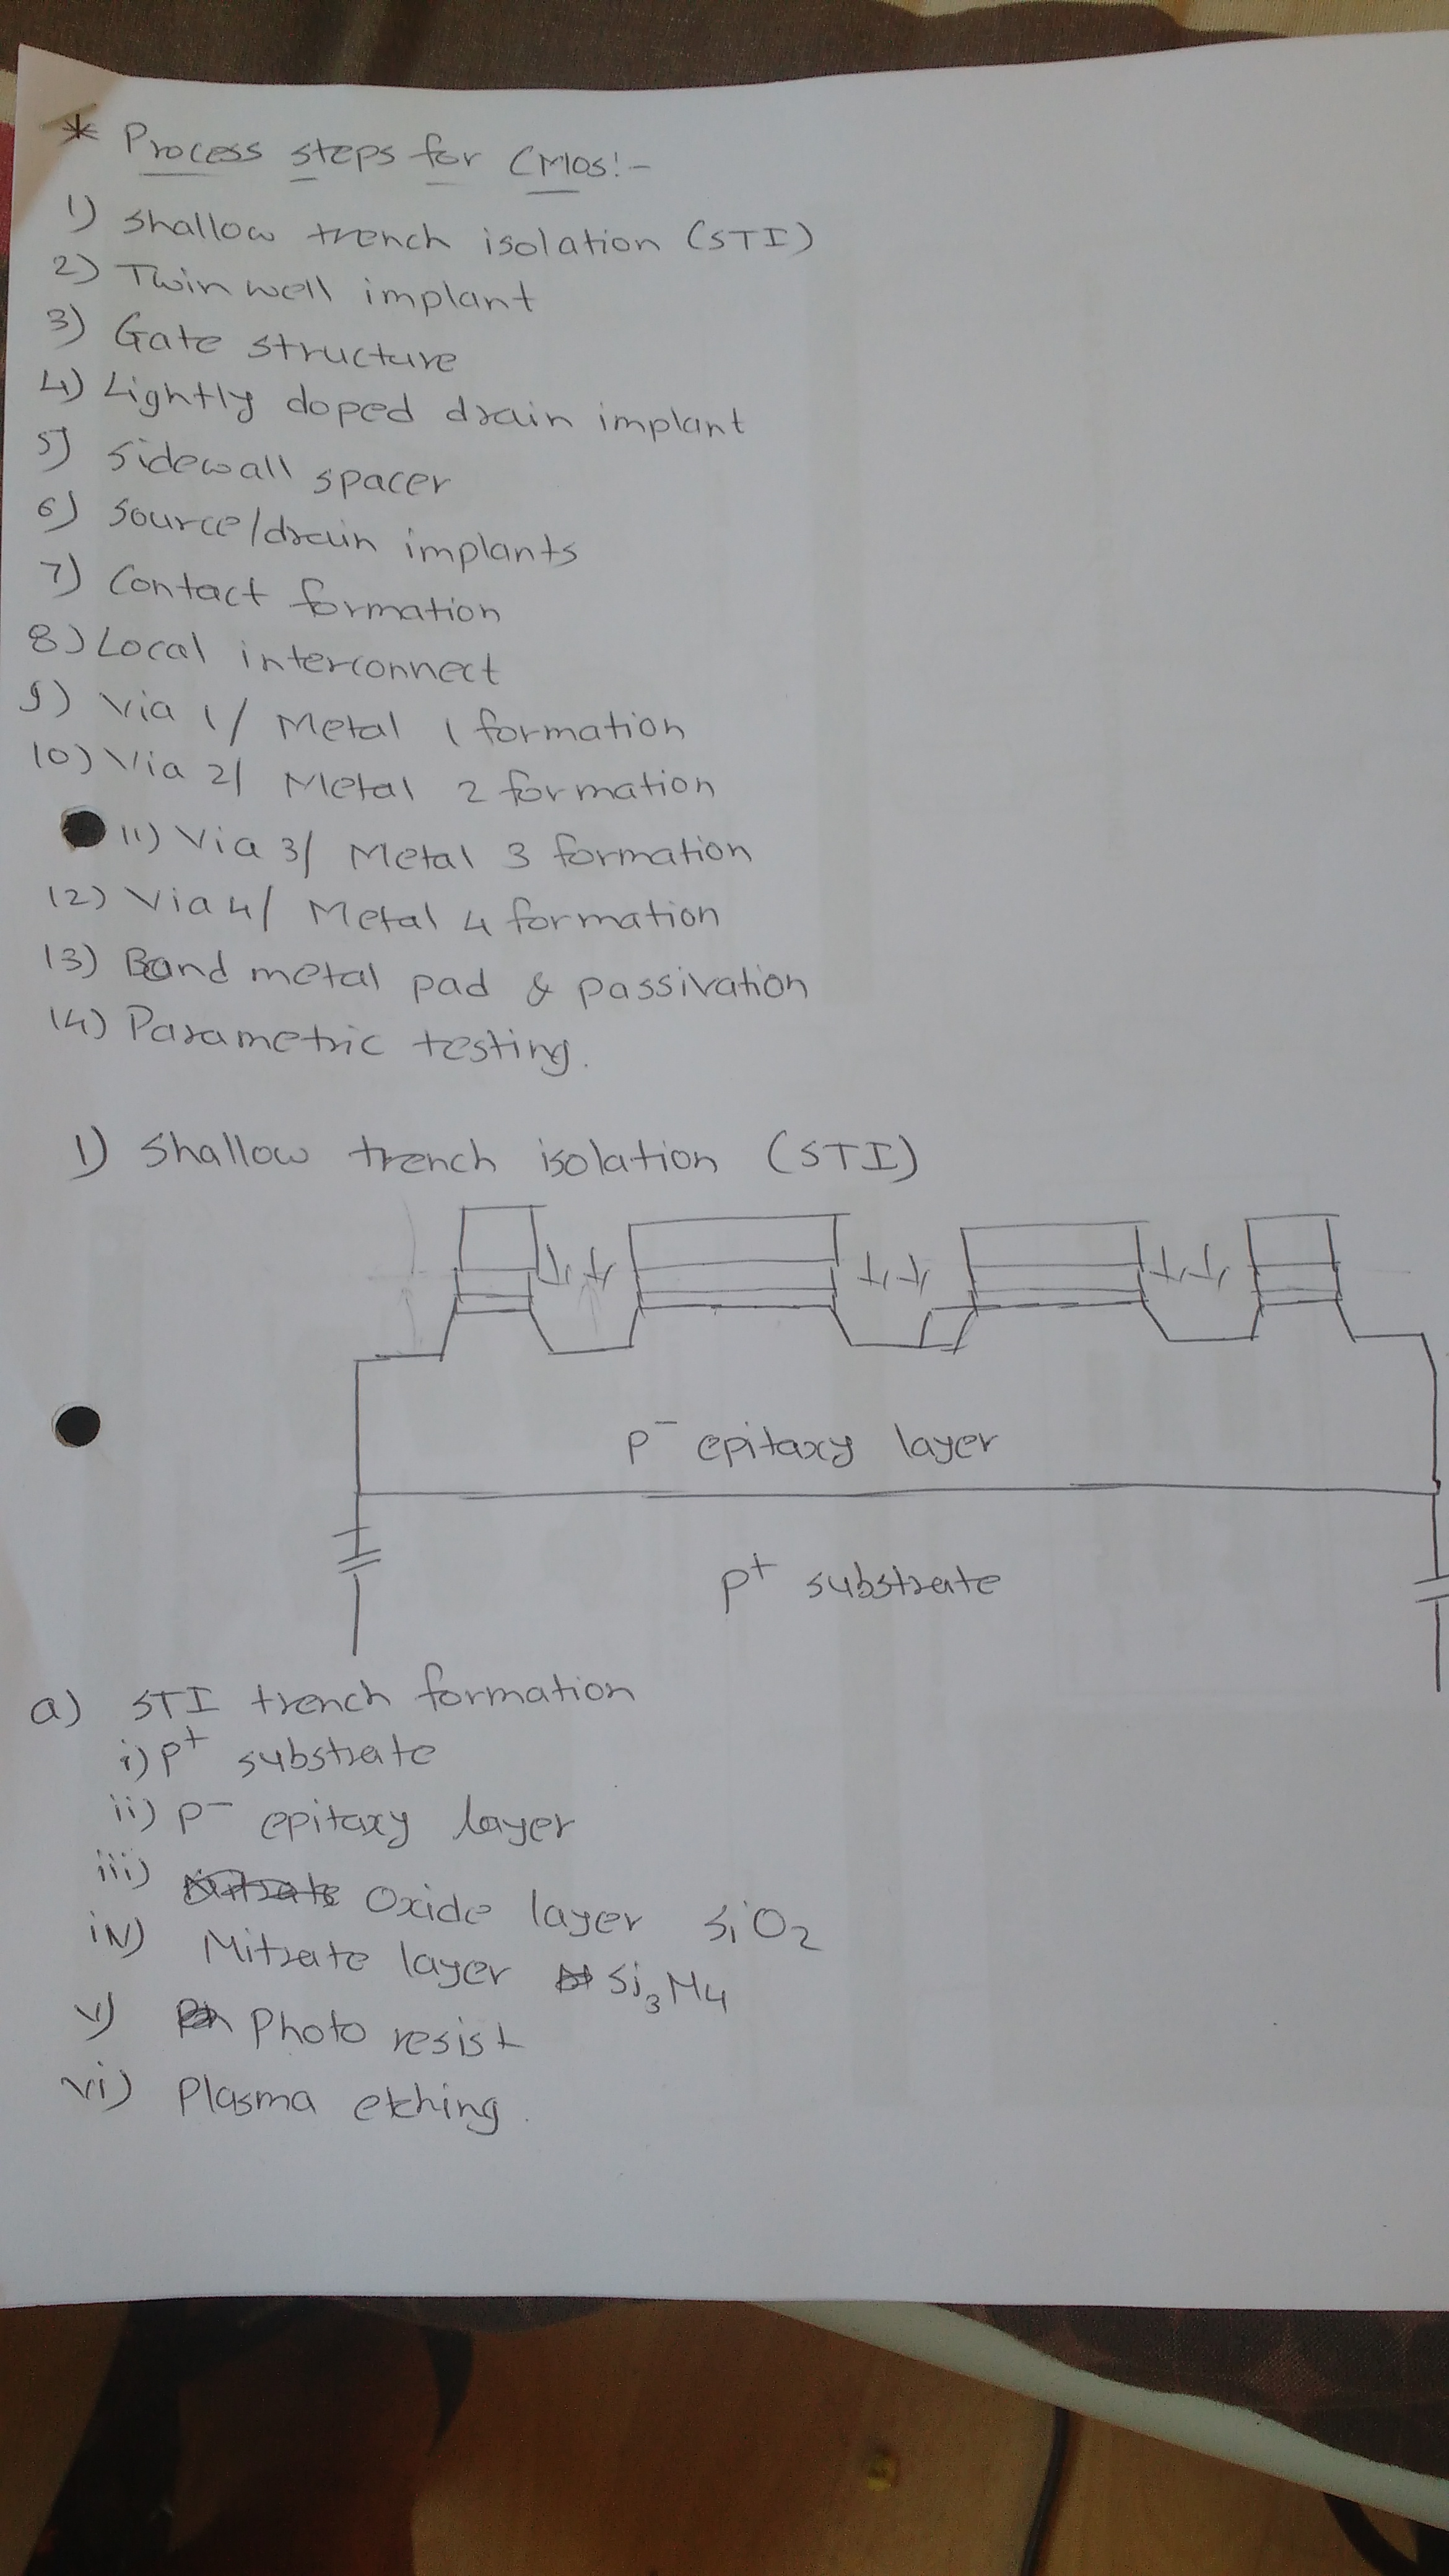 * Process steps for CMOS:-
1) Shallow trench isolation (STI)
2) Twin well implant
3) Gate structure
4) Lightly doped drain implant
5) Sidewall spacer
6) Source/drain implants
7) Contact formation
8) Local interconnect
9) Via 1/ Metal 1 formation
10) Via 2/ Metal 2 formation
11) Via 3/ Metal 3 formation
12) Via 4/ Metal 4 formation
13) Bond metal pad & passivation
14) Parametric testing.
1) Shallow trench isolation (STI)
P⁻ epitaxy layer
P⁺ substrate
a) STI trench formation
i) P⁺ substrate
ii) P⁻ epitaxy layer
iii) Oxide layer SiO₂
iv) Nitrate layer Si₃N₄
v) Photo resist
vi) Plasma etching.